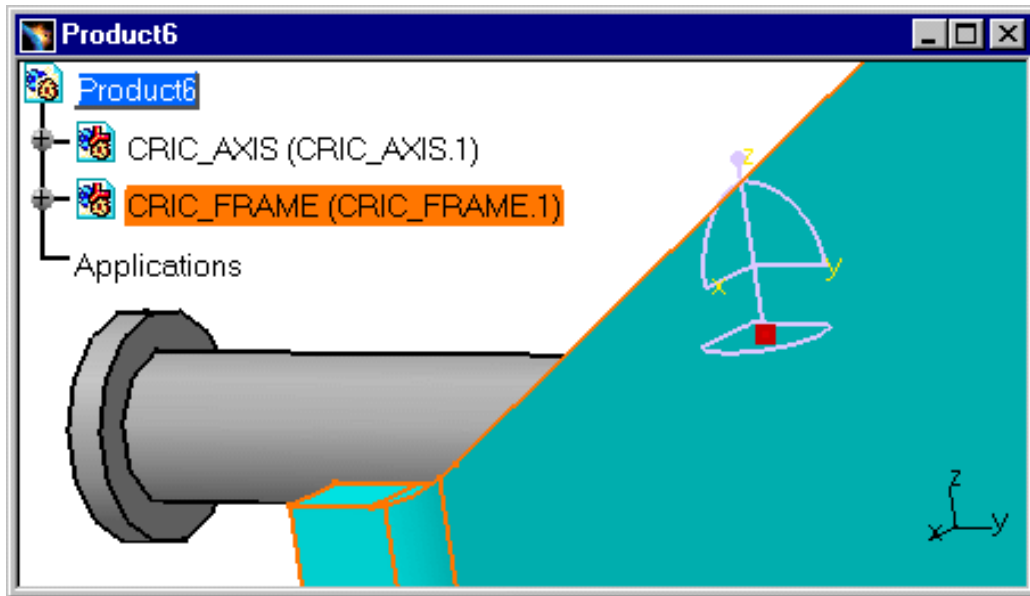 Product6
Product6
CRIC_AXIS (CRIC_AXIS.1)
CRIC_FRAME (CRIC_FRAME.1)
Applications
z
y
x
z
y
x